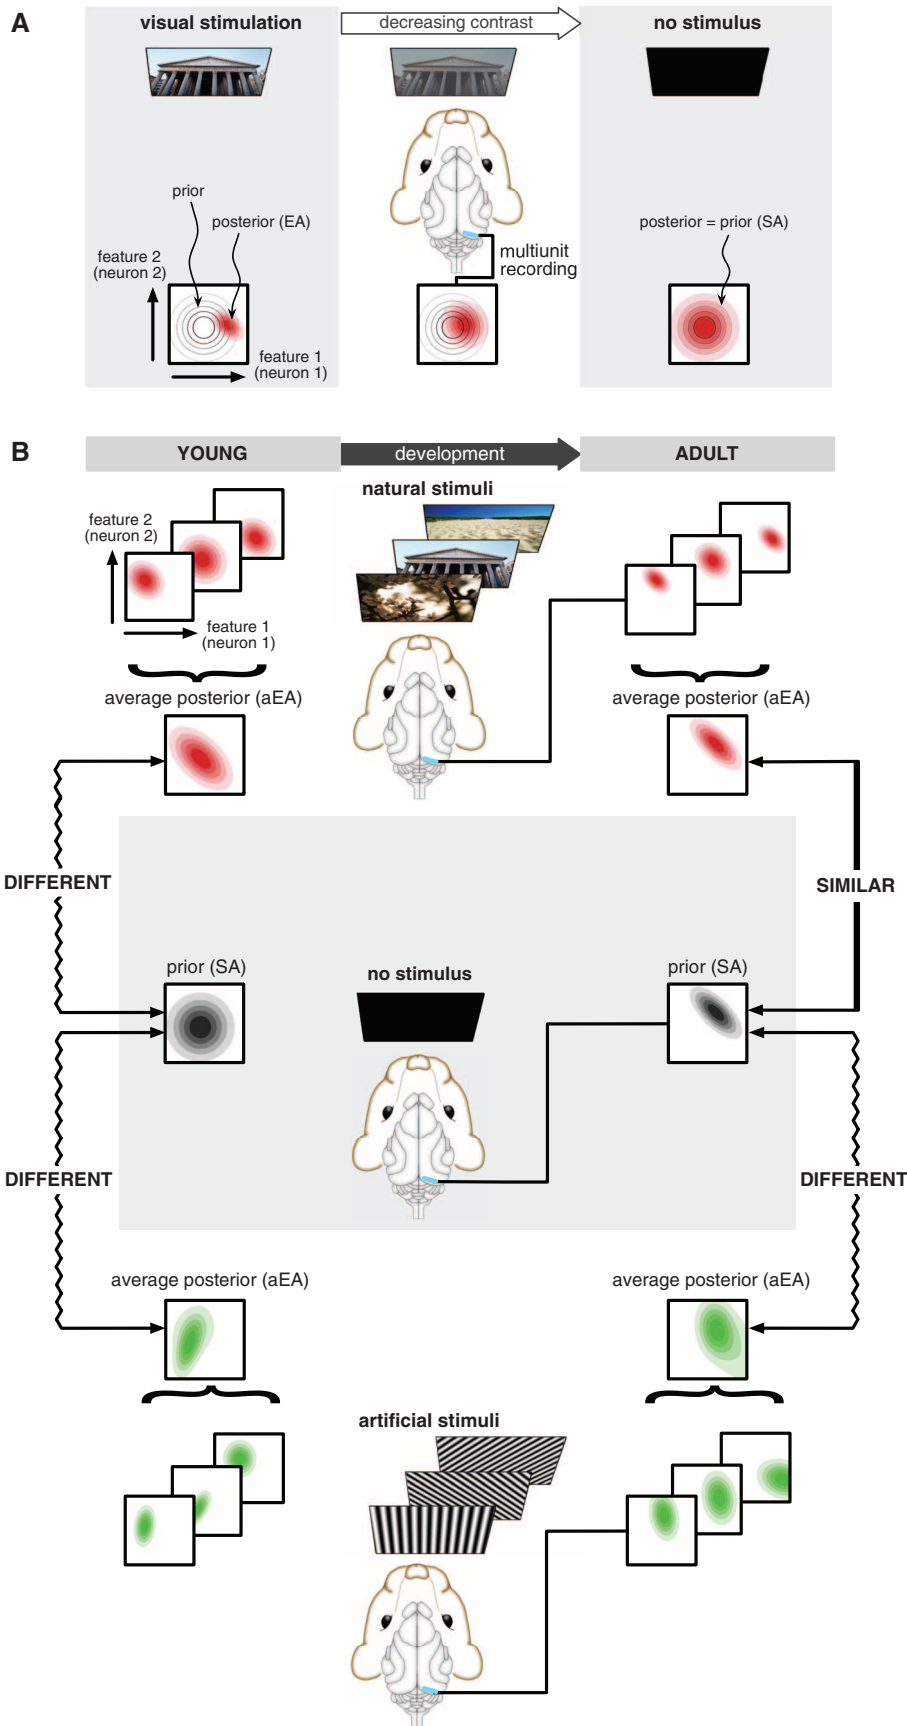 A
visual stimulation
decreasing contrast
no stimulus
prior
posterior (EA)
feature 2
(neuron 2)
feature 1
(neuron 1)
multiunit
recording
posterior = prior (SA)
B
YOUNG
development
ADULT
natural stimuli
feature 2
(neuron 2)
feature 1
(neuron 1)
average posterior (aEA)
average posterior (aEA)
DIFFERENT
SIMILAR
prior (SA)
no stimulus
prior (SA)
DIFFERENT
DIFFERENT
average posterior (aEA)
average posterior (aEA)
artificial stimuli